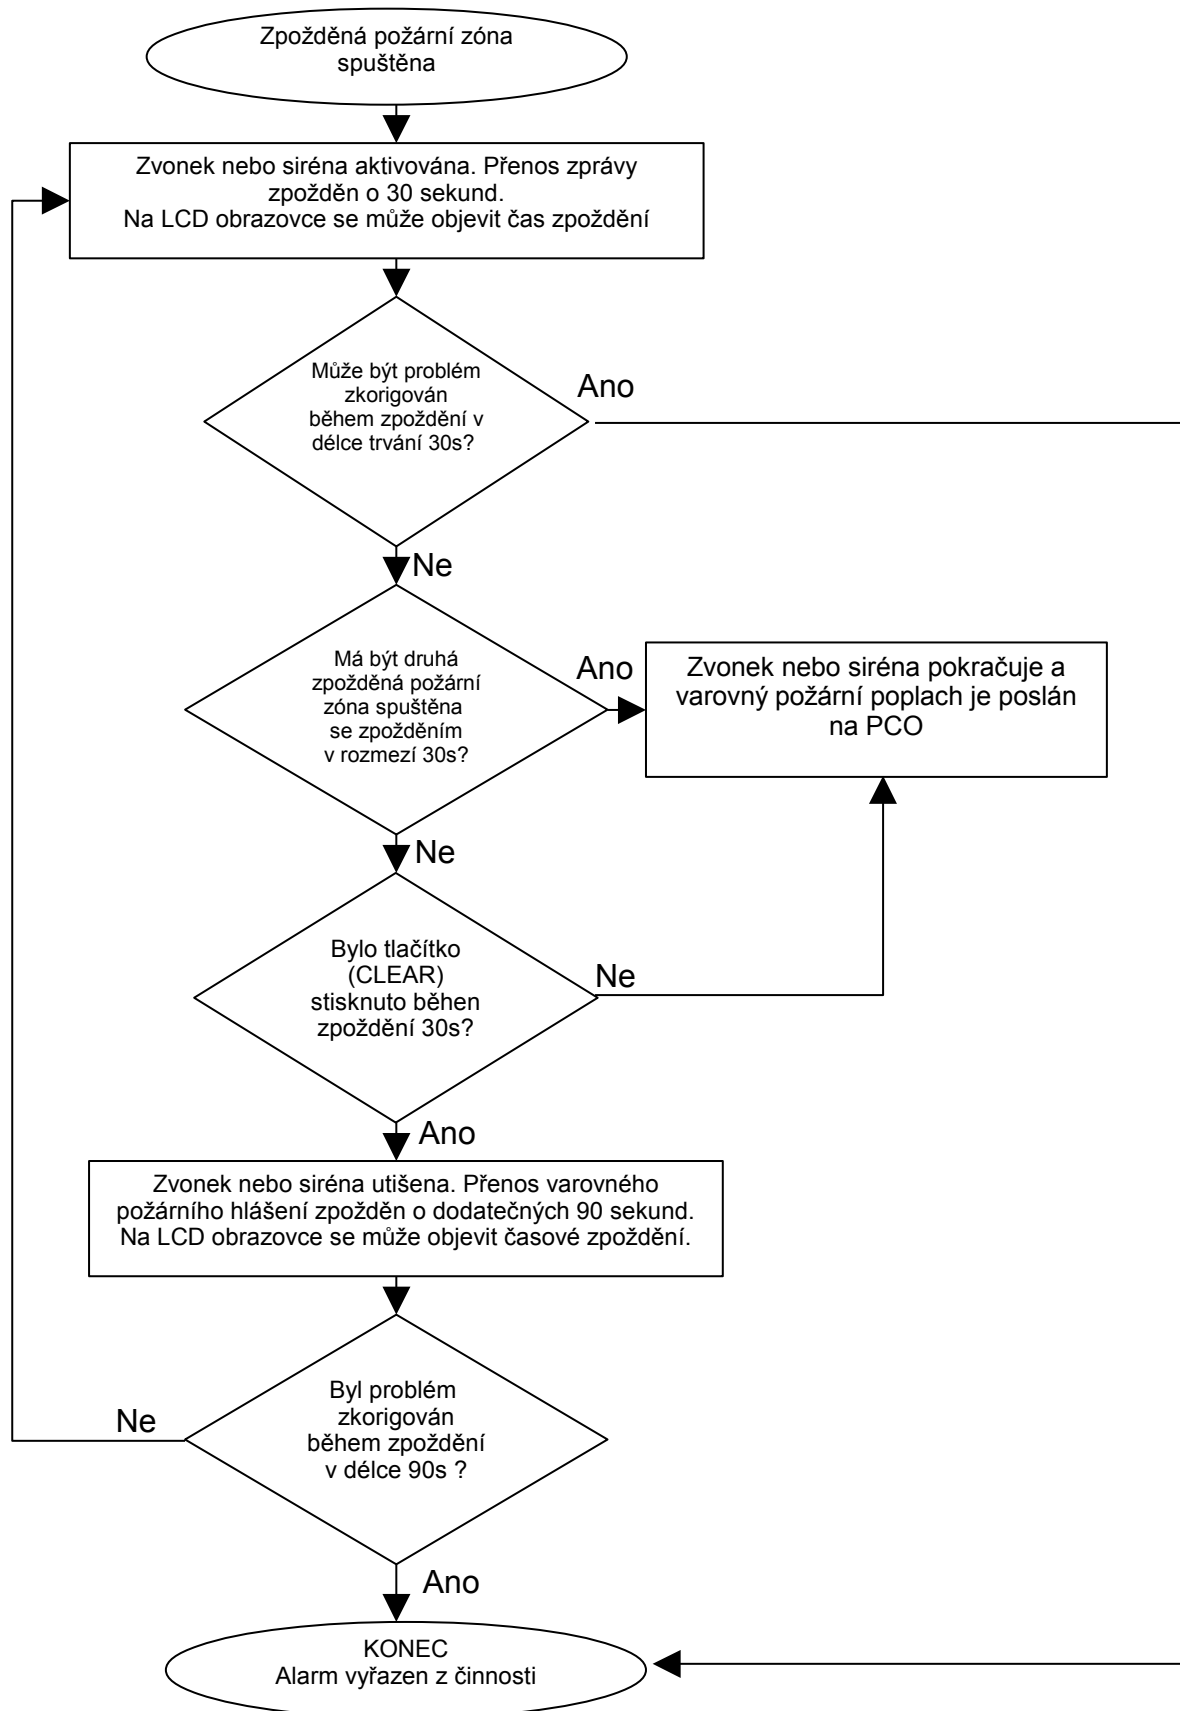 Zpožděná požární zóna
spuštěna
Zvonek nebo siréna aktivována. Přenos zprávy
zpožděn o 30 sekund.
Na LCD obrazovce se může objevit čas zpoždění
Může být problém
zkorigován
během zpoždění v
délce trvání 30s?
Ano
Ne
Má být druhá
zpožděná požární
zóna spuštěna
se zpožděním
v rozmezí 30s?
Ano
Zvonek nebo siréna pokračuje a
varovný požární poplach je poslán
na PCO
Ne
Bylo tlačítko
(CLEAR)
stisknuto běhen
zpoždění 30s?
Ne
Ano
Zvonek nebo siréna utišena. Přenos varovného
požárního hlášení zpožděn o dodatečných 90 sekund.
Na LCD obrazovce se může objevit časové zpoždění.
Byl problém
zkorigován
během zpoždění
v délce 90s ?
Ne
Ano
KONEC
Alarm vyřazen z činnosti